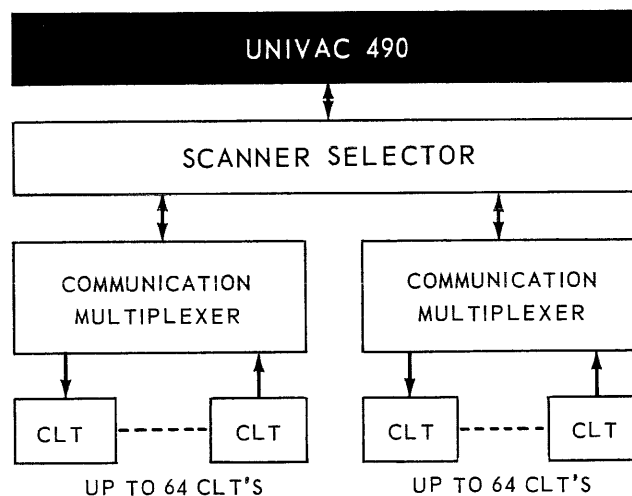 UNIVAC 490
SCANNER SELECTOR
COMMUNICATION
MULTIPLEXER
COMMUNICATION
MULTIPLEXER
CLT
CLT
CLT
CLT
UP TO 64 CLT'S
UP TO 64 CLT'S